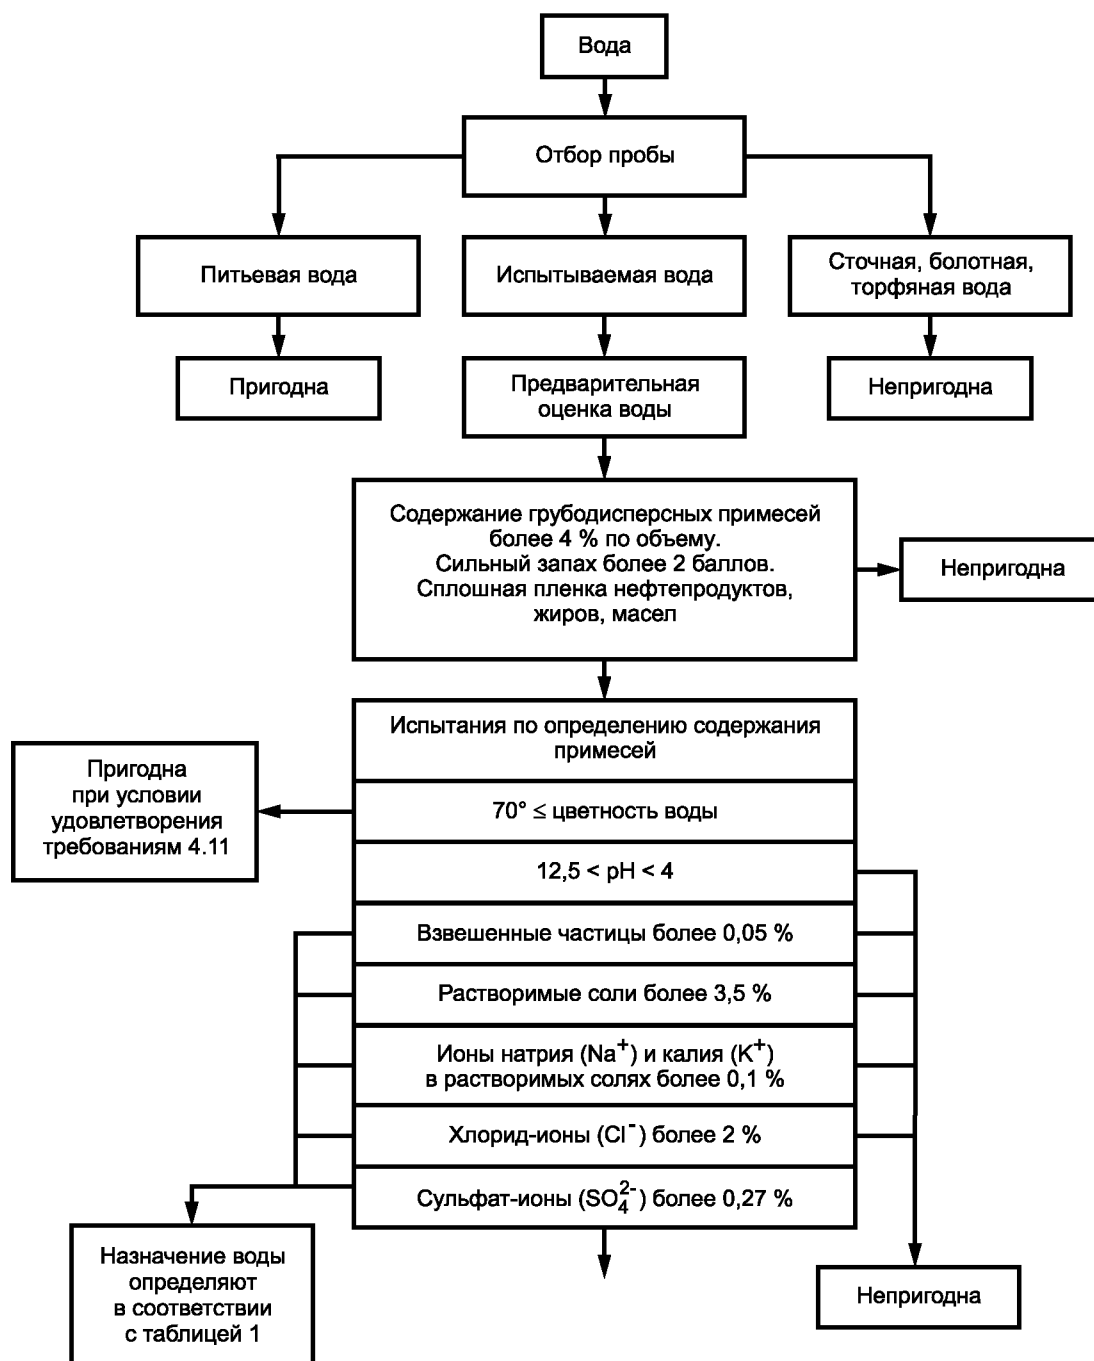 Вода
Отбор пробы
Питьевая вода
Испытываемая вода
Сточная, болотная,
торфяная вода
Пригодна
Предварительная
оценка воды
Непригодна
Содержание грубодисперсных примесей
более 4 % по объему.
Сильный запах более 2 баллов.
Сплошная пленка нефтепродуктов,
жиров, масел
Непригодна
Испытания по определению содержания
примесей
Пригодна
при условии
удовлетворения
требованиям 4.11
70° ≤ цветность воды
12,5 < pH < 4
Взвешенные частицы более 0,05 %
Растворимые соли более 3,5 %
Ионы натрия (Na⁺) и калия (K⁺)
в растворимых солях более 0,1 %
Хлорид-ионы (Cl⁻) более 2 %
Сульфат-ионы (SO₄²⁻) более 0,27 %
Назначение воды
определяют
в соответствии
с таблицей 1
Непригодна